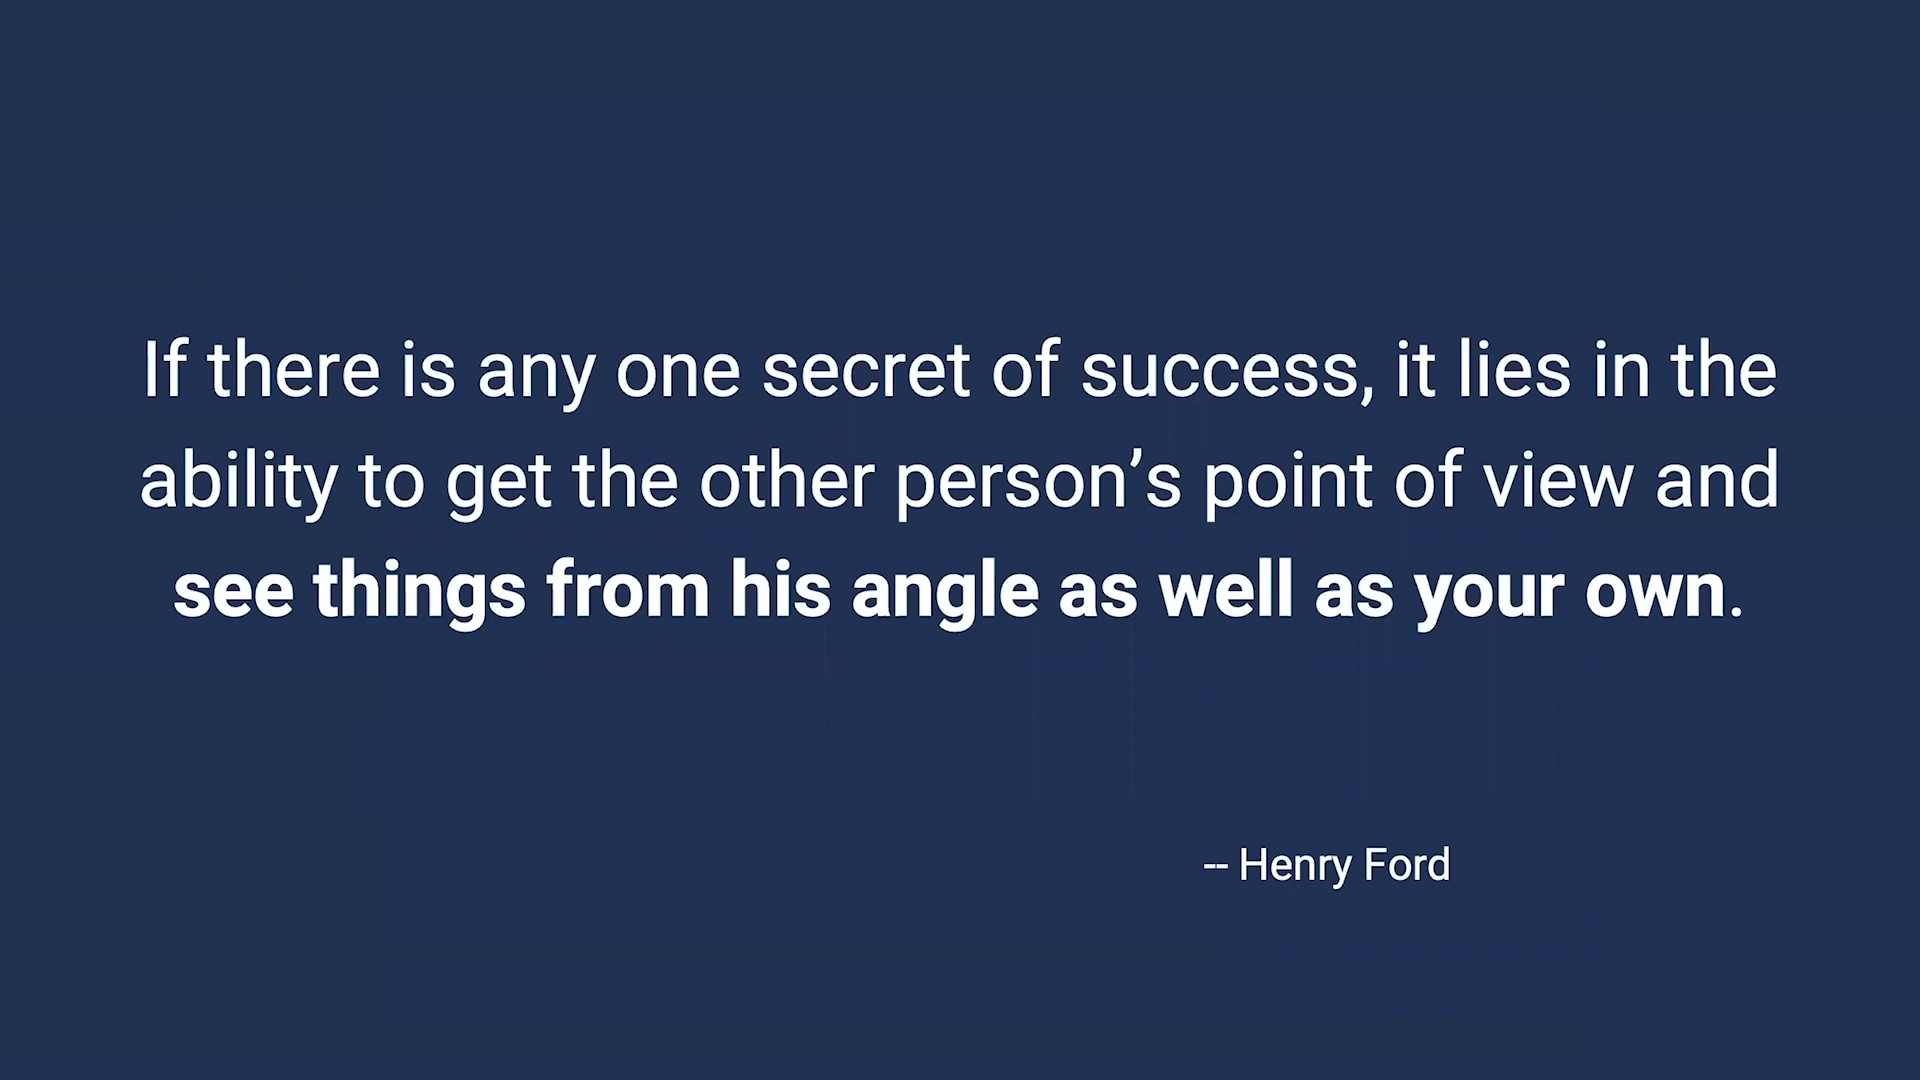 If there is any one secret of success, it lies in the
ability to get the other person’s point of view and
see things from his angle as well as your own.
-- Henry Ford